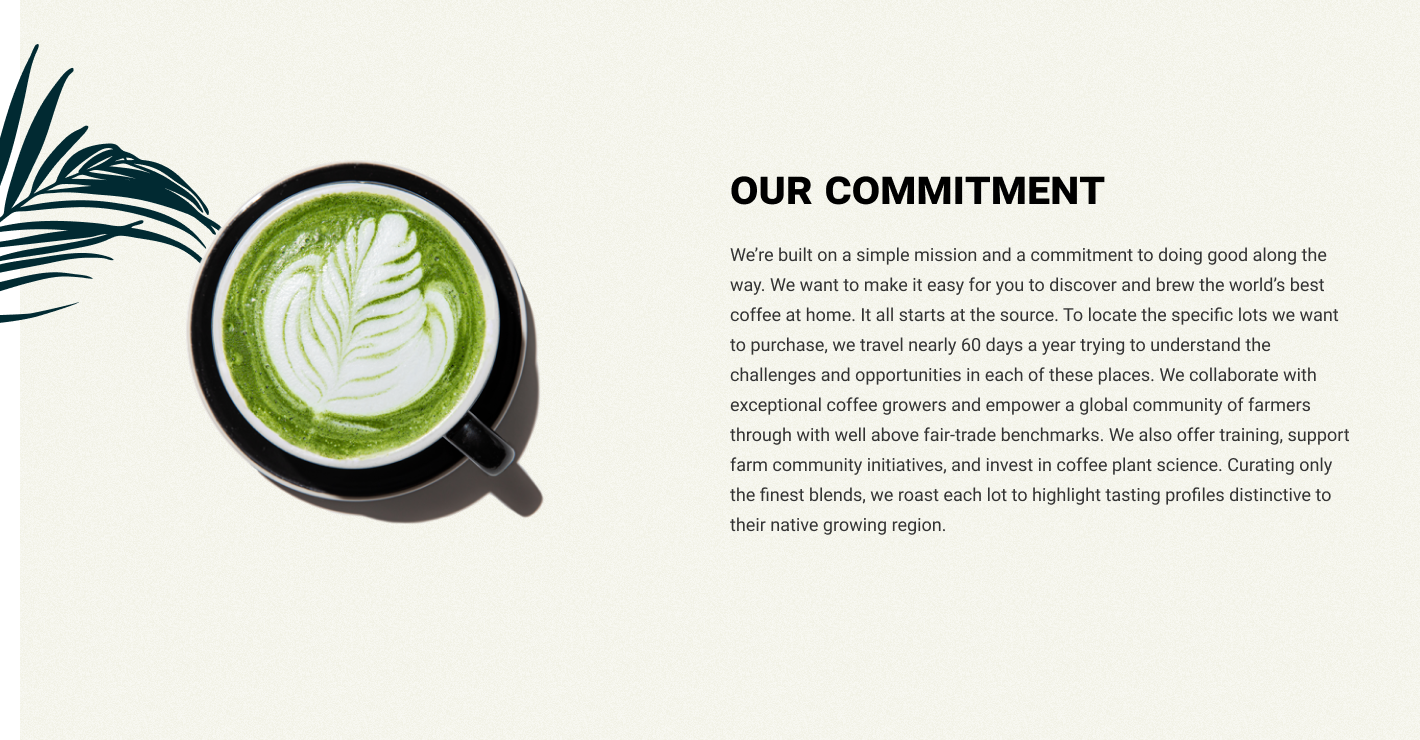 OUR COMMITMENT
We’re built on a simple mission and a commitment to doing good along the
way. We want to make it easy for you to discover and brew the world’s best
coffee at home. It all starts at the source. To locate the specific lots we want
to purchase, we travel nearly 60 days a year trying to understand the
challenges and opportunities in each of these places. We collaborate with
exceptional coffee growers and empower a global community of farmers
through with well above fair-trade benchmarks. We also offer training, support
farm community initiatives, and invest in coffee plant science. Curating only
the finest blends, we roast each lot to highlight tasting profiles distinctive to
their native growing region.